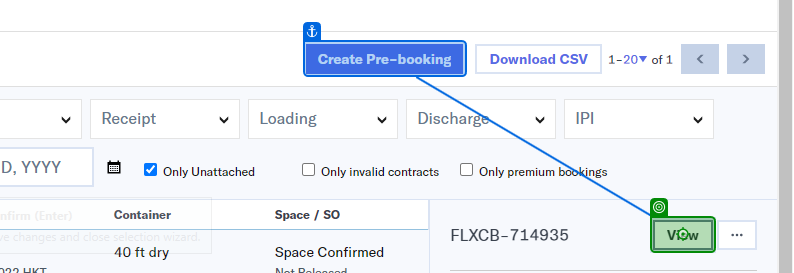 Create Pre-booking
Download CSV
1-20 of 1
Receipt
Loading
Discharge
IPI
D, YYYY
Only Unattached
Only invalid contracts
Only premium bookings
nfirm (Enter)
ve changes and close selection wizard.
Container
Space / SO
FLXCB-714935
View
...
40 ft dry
Space Confirmed
2022 HKT
Not Released